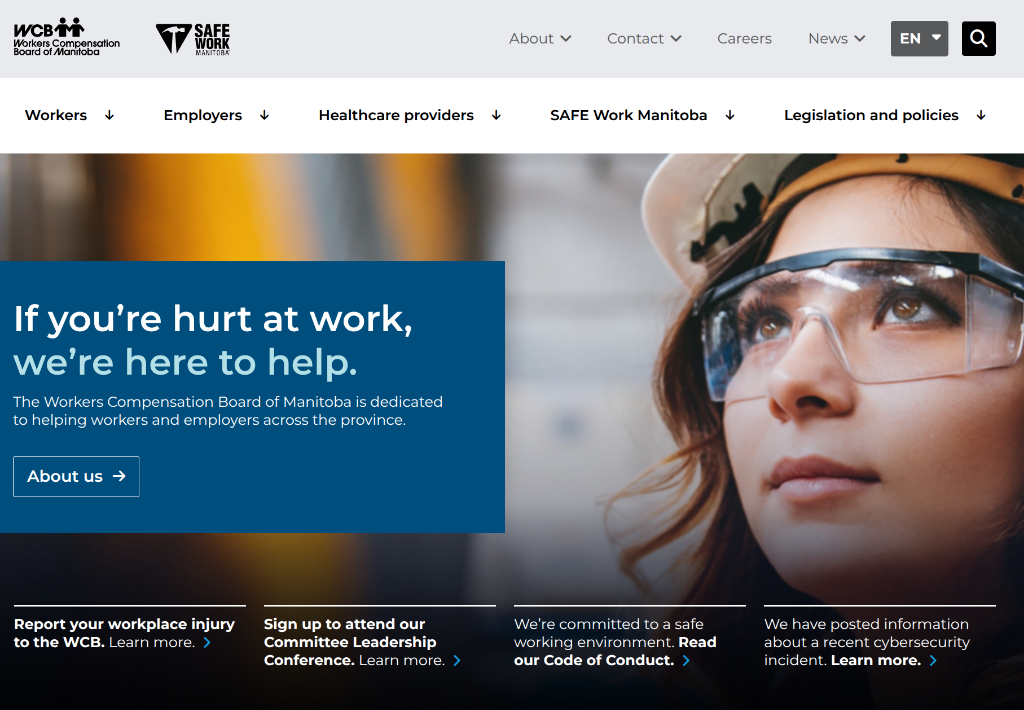 WCB
Workers Compensation
Board of Manitoba
SAFE
WORK
MANITOBA
About
Contact
Careers
News
EN
Workers
Employers
Healthcare providers
SAFE Work Manitoba
Legislation and policies
If you’re hurt at work,
we’re here to help.
The Workers Compensation Board of Manitoba is dedicated
to helping workers and employers across the province.
About us
Report your workplace injury
to the WCB. Learn more.
Sign up to attend our
Committee Leadership
Conference. Learn more.
We’re committed to a safe
working environment. Read
our Code of Conduct.
We have posted information
about a recent cybersecurity
incident. Learn more.